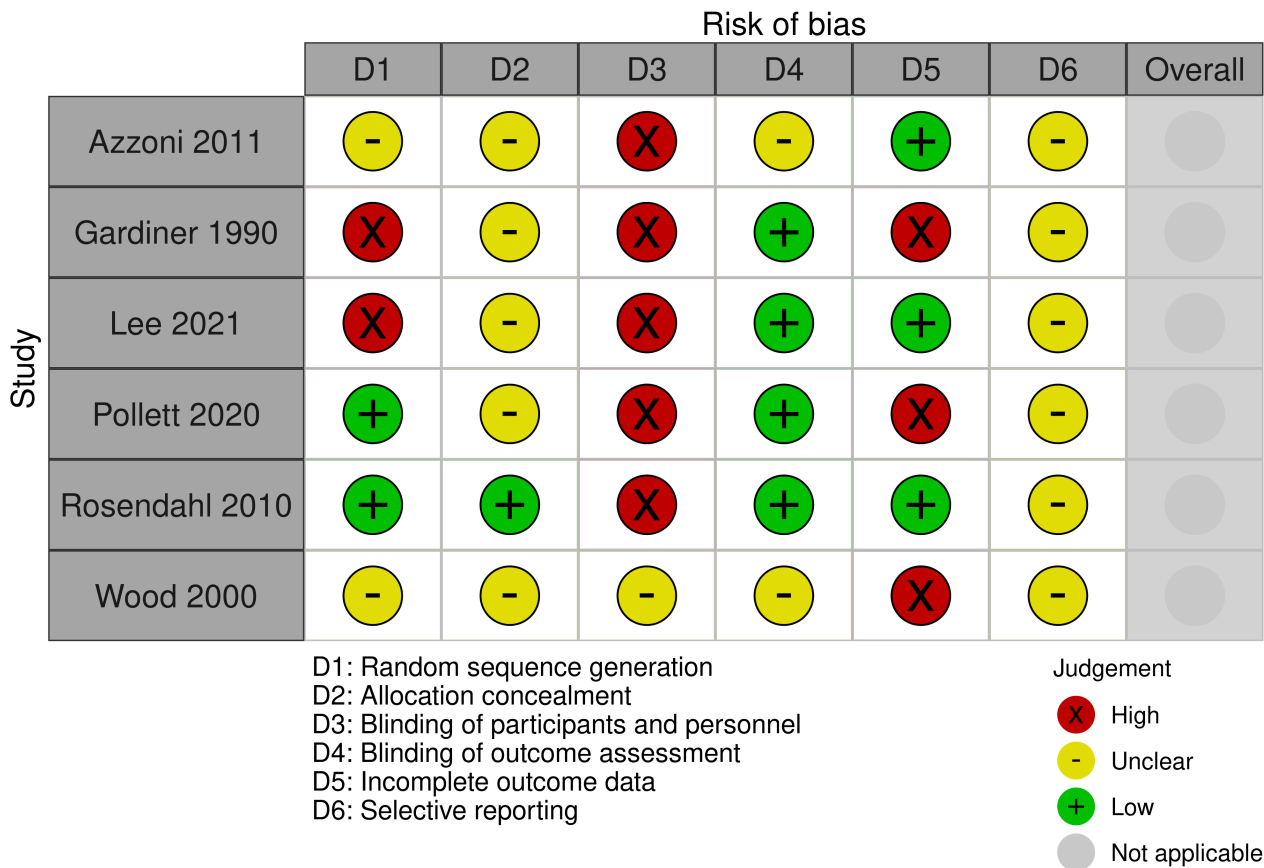 Risk of bias
D1 D2 D3 D4 D5 D6 Overall
Study
Azzoni 2011 - - X - + -
Gardiner 1990 X - X + X -
Lee 2021 X - X + + -
Pollett 2020 + - X + X -
Rosendahl 2010 + + X + + -
Wood 2000 - - - - X -
D1: Random sequence generation
D2: Allocation concealment
D3: Blinding of participants and personnel
D4: Blinding of outcome assessment
D5: Incomplete outcome data
D6: Selective reporting
Judgement
X High
- Unclear
+ Low
Not applicable